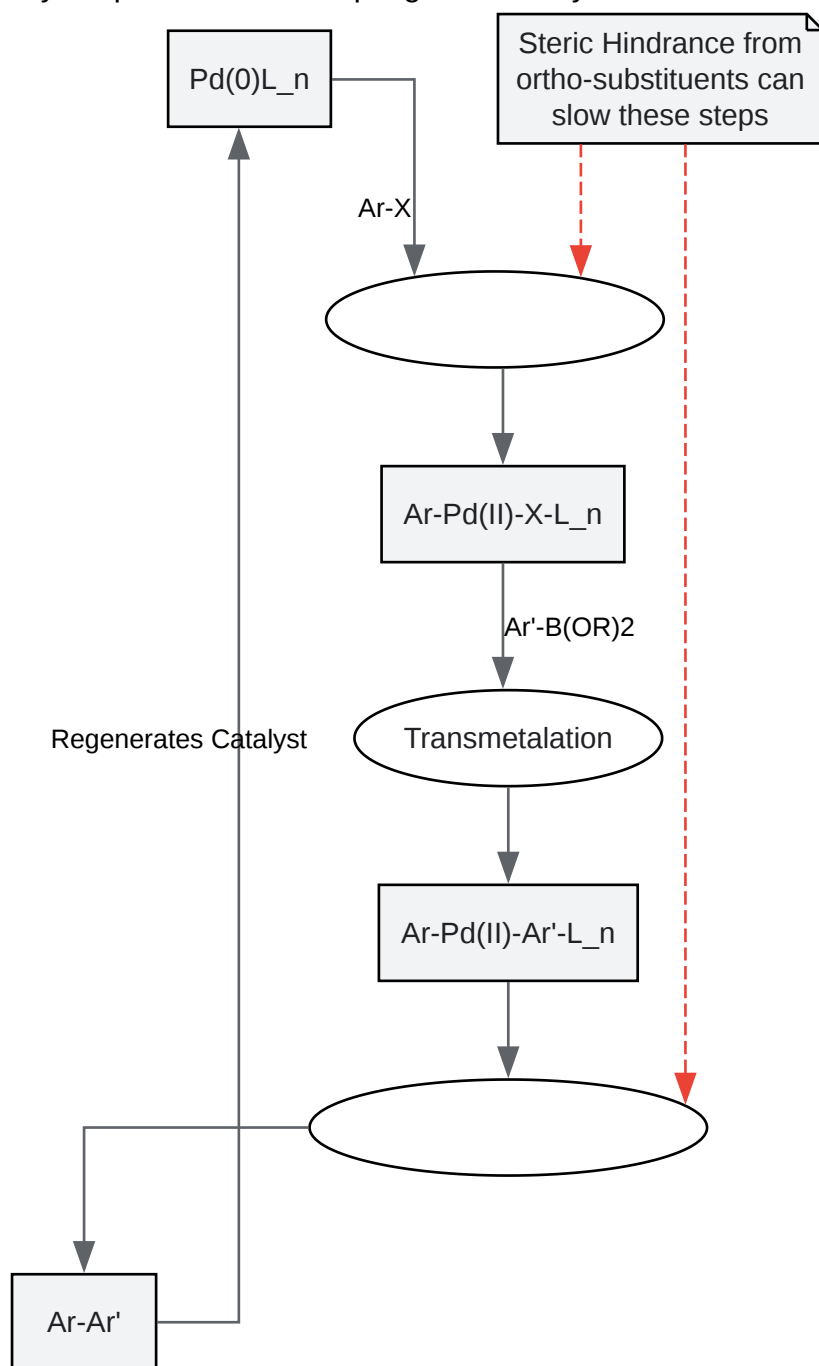 Pd(0)L_n
Steric Hindrance from
ortho-substituents can
slow these steps
Ar-X
Ar-Pd(II)-X-L_n
Ar'-B(OR)2
Regenerates Catalyst
Transmetalation
Ar-Pd(II)-Ar'-L_n
Ar-Ar'